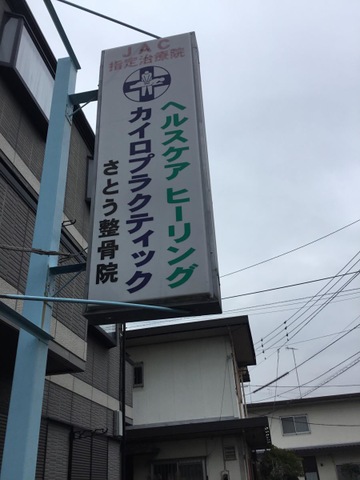 JAC
指定治療院
ヘルスケア ヒーリング
カイロプラクティック
さとう整骨院